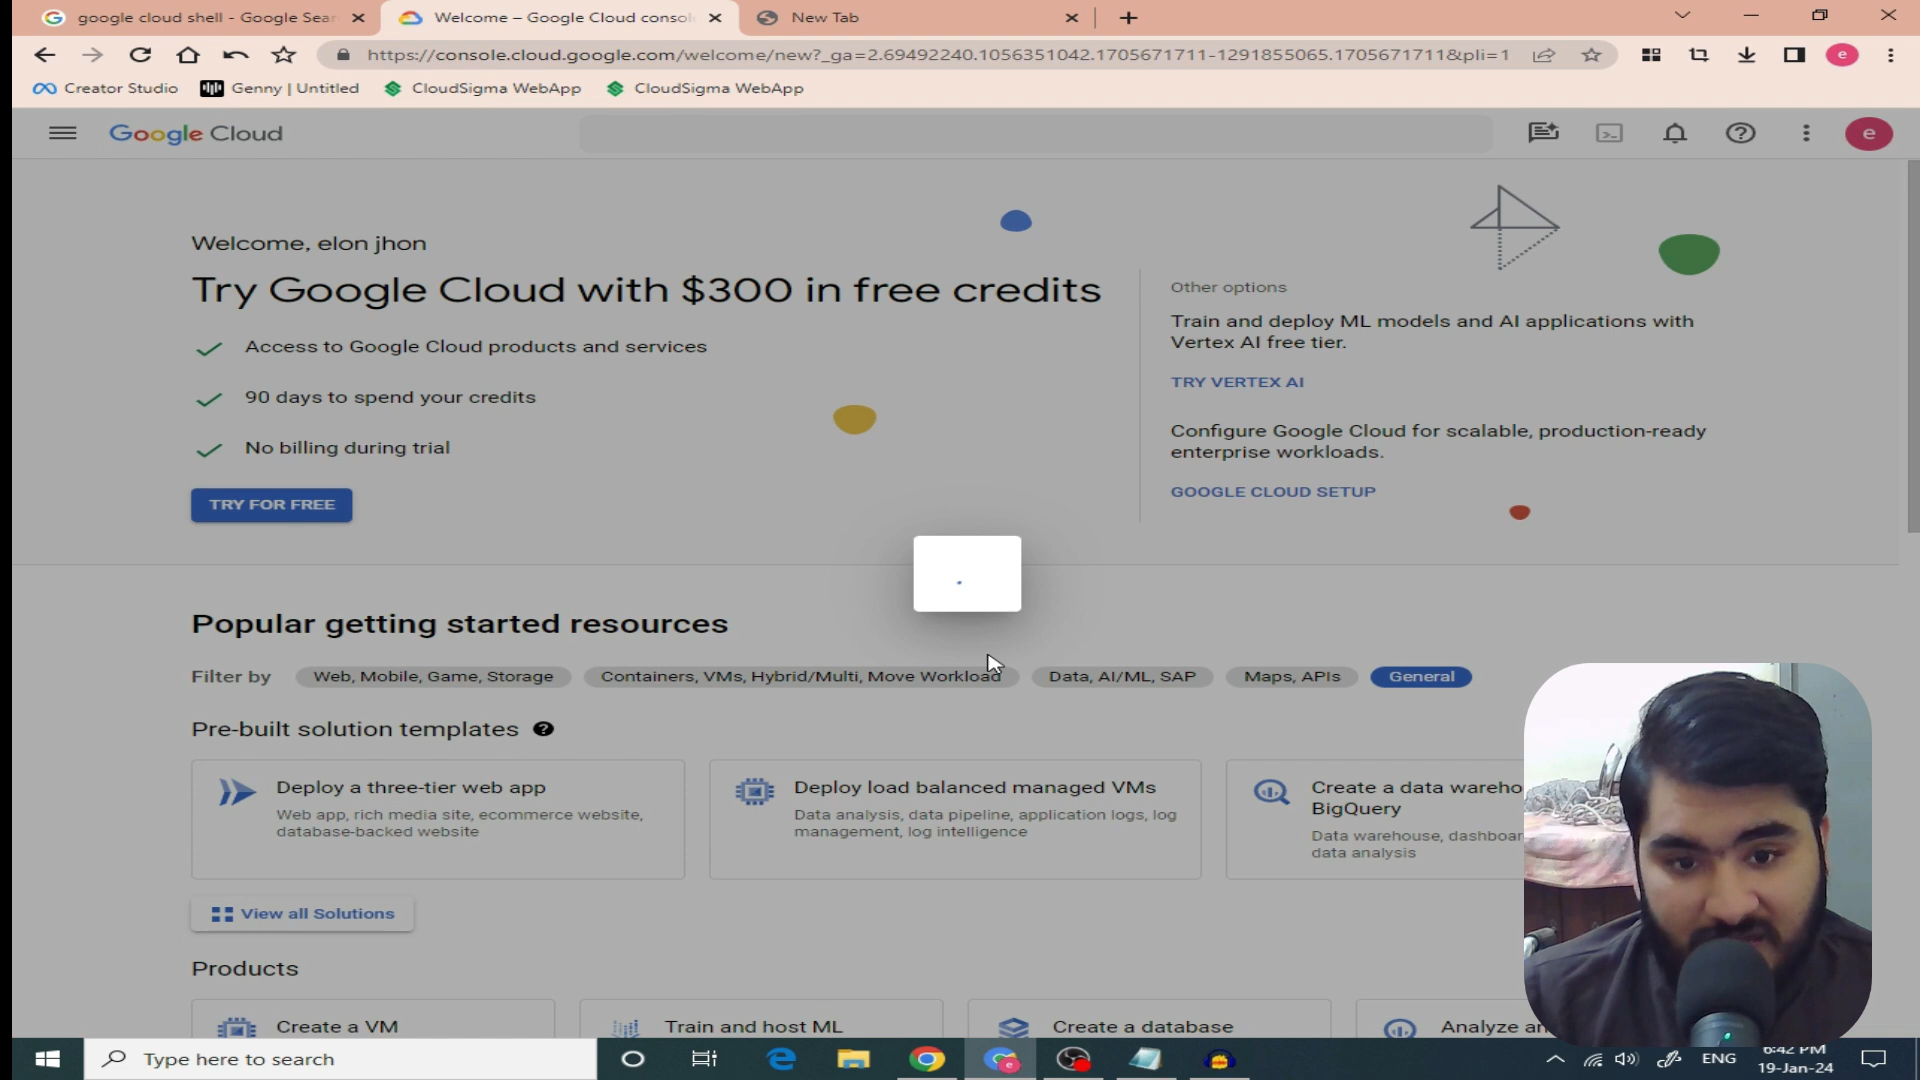 google cloud shell - Google Sear
Welcome – Google Cloud consol
New Tab
https://console.cloud.google.com/welcome/new?_ga=2.69492240.1056351042.1705671711-1291855065.1705671711&pli=1
e
Creator Studio
Genny | Untitled
CloudSigma WebApp
CloudSigma WebApp
Google Cloud
e
Welcome, elon jhon
Try Google Cloud with $300 in free credits
Access to Google Cloud products and services
90 days to spend your credits
No billing during trial
TRY FOR FREE
Other options
Train and deploy ML models and AI applications with
Vertex AI free tier.
TRY VERTEX AI
Configure Google Cloud for scalable, production-ready
enterprise workloads.
GOOGLE CLOUD SETUP
Popular getting started resources
Filter by
Web, Mobile, Game, Storage
Containers, VMs, Hybrid/Multi, Move Workload
Data, AI/ML, SAP
Maps, APIs
General
Pre-built solution templates
Deploy a three-tier web app
Web app, rich media site, ecommerce website,
database-backed website
Deploy load balanced managed VMs
Data analysis, data pipeline, application logs, log
management, log intelligence
Create a data wareho
BigQuery
Data warehouse, dashboar
data analysis
View all Solutions
Products
Create a VM
Train and host ML
Create a database
Analyze an
Type here to search
ENG
6:42 PM
19-Jan-24